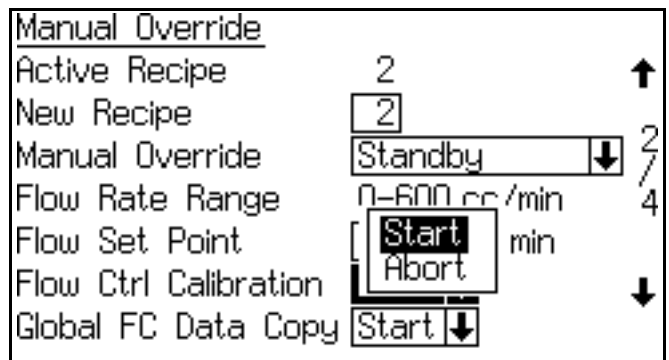 Manual Override
Active Recipe 2
New Recipe 2
Manual Override Standby 2/4
Flow Rate Range 0-600 cc/min
Flow Set Point min
Start
Abort
Flow Ctrl Calibration
Global FC Data Copy Start